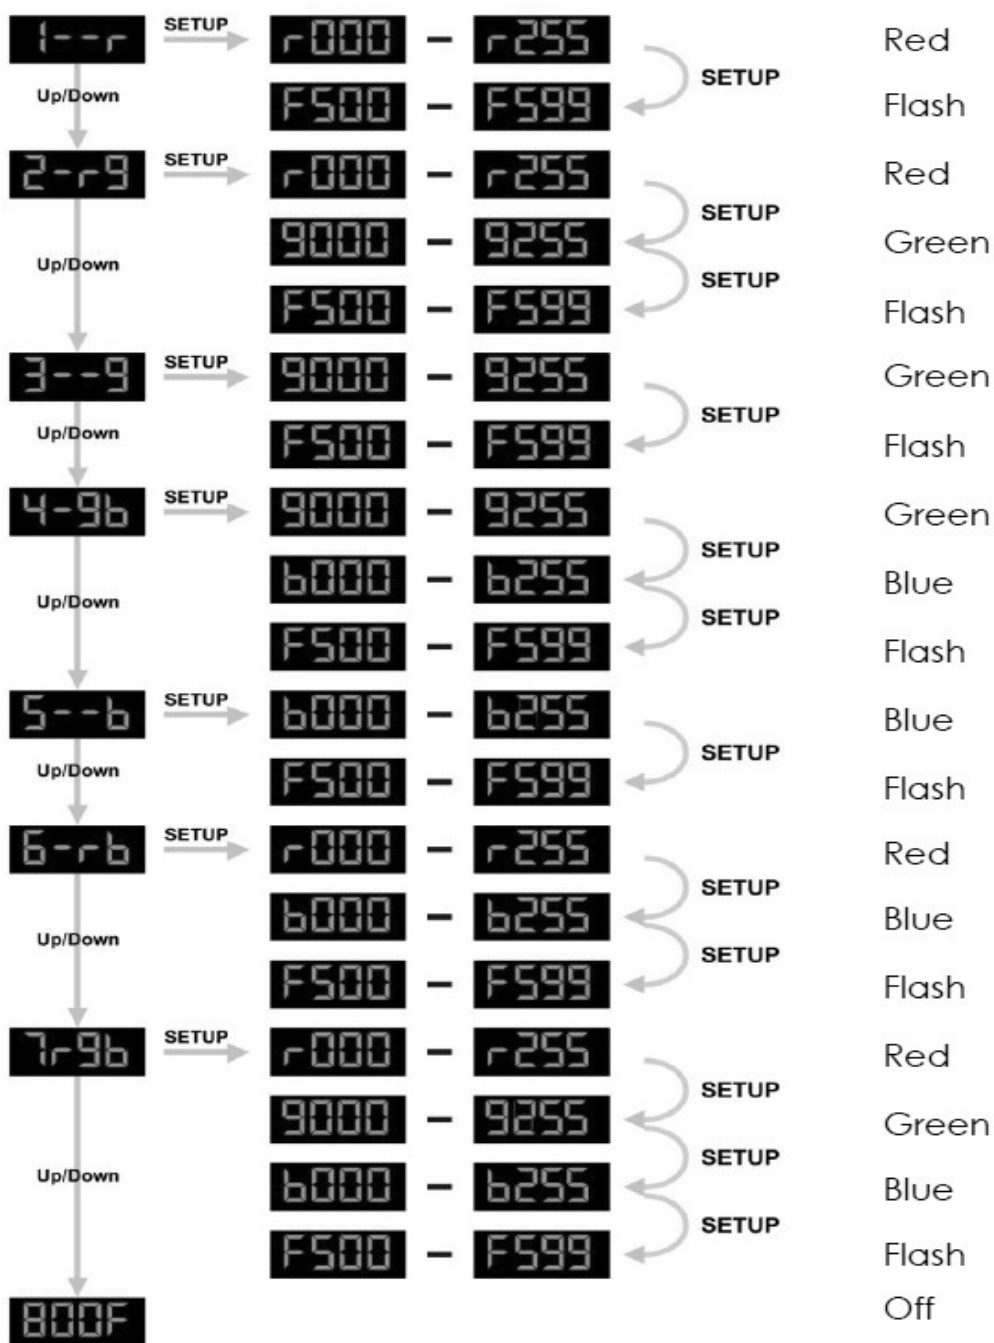 1--r SETUP r000 - r255 Red
SETUP
Up/Down F500 - F599 Flash
2-rg SETUP r000 - r255 Red
SETUP
Up/Down g000 - g255 Green
SETUP
F500 - F599 Flash
3--g SETUP g000 - g255 Green
SETUP
Up/Down F500 - F599 Flash
4-gb SETUP g000 - g255 Green
SETUP
Up/Down b000 - b255 Blue
SETUP
F500 - F599 Flash
5--b SETUP b000 - b255 Blue
SETUP
Up/Down F500 - F599 Flash
6-rb SETUP r000 - r255 Red
SETUP
Up/Down b000 - b255 Blue
SETUP
F500 - F599 Flash
7rgb SETUP r000 - r255 Red
SETUP
g000 - g255 Green
SETUP
Up/Down b000 - b255 Blue
SETUP
F500 - F599 Flash
800F Off